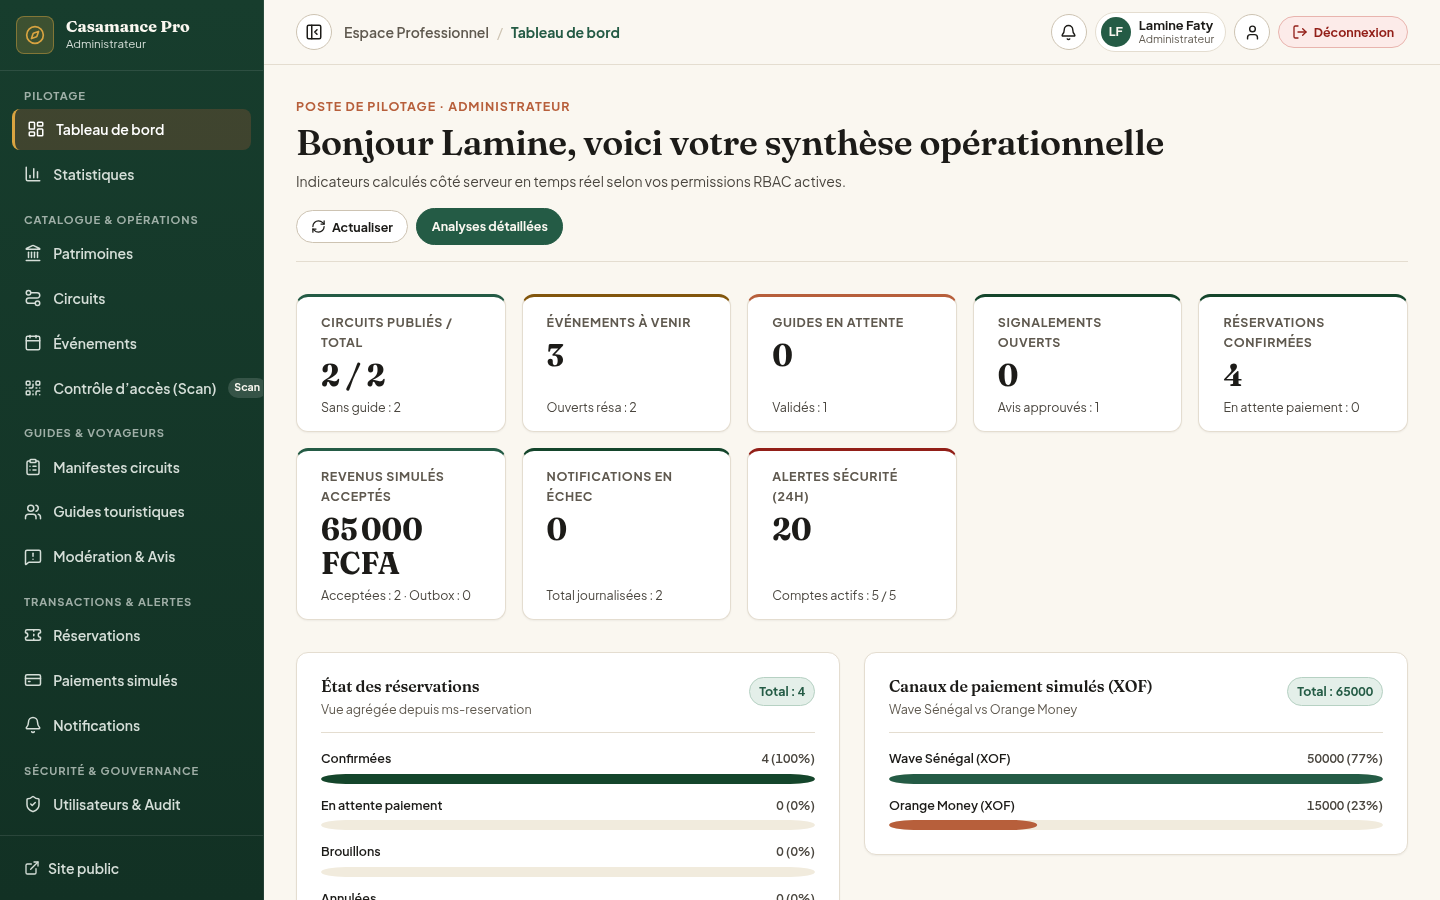 Casamance Pro
Administrateur
PILOTAGE
Tableau de bord
Statistiques
CATALOGUE & OPÉRATIONS
Patrimoines
Circuits
Événements
Contrôle d’accès (Scan)
Scan
GUIDES & VOYAGEURS
Manifestes circuits
Guides touristiques
Modération & Avis
TRANSACTIONS & ALERTES
Réservations
Paiements simulés
Notifications
SÉCURITÉ & GOUVERNANCE
Utilisateurs & Audit
Site public
Espace Professionnel / Tableau de bord
LF
Lamine Faty
Administrateur
Déconnexion
POSTE DE PILOTAGE · ADMINISTRATEUR
Bonjour Lamine, voici votre synthèse opérationnelle
Indicateurs calculés côté serveur en temps réel selon vos permissions RBAC actives.
Actualiser
Analyses détaillées
CIRCUITS PUBLIÉS /
TOTAL
2 / 2
Sans guide : 2
ÉVÉNEMENTS À VENIR
3
Ouverts résa : 2
GUIDES EN ATTENTE
0
Validés : 1
SIGNALEMENTS
OUVERTS
0
Avis approuvés : 1
RÉSERVATIONS
CONFIRMÉES
4
En attente paiement : 0
REVENUS SIMULÉS
ACCEPTÉS
65 000
FCFA
Acceptées : 2 · Outbox : 0
NOTIFICATIONS EN
ÉCHEC
0
Total journalisées : 2
ALERTES SÉCURITÉ
(24H)
20
Comptes actifs : 5 / 5
État des réservations
Vue agrégée depuis ms-reservation
Total : 4
Confirmées 4 (100%)
En attente paiement 0 (0%)
Brouillons 0 (0%)
Annulées 0 (0%)
Canaux de paiement simulés (XOF)
Wave Sénégal vs Orange Money
Total : 65000
Wave Sénégal (XOF) 50000 (77%)
Orange Money (XOF) 15000 (23%)